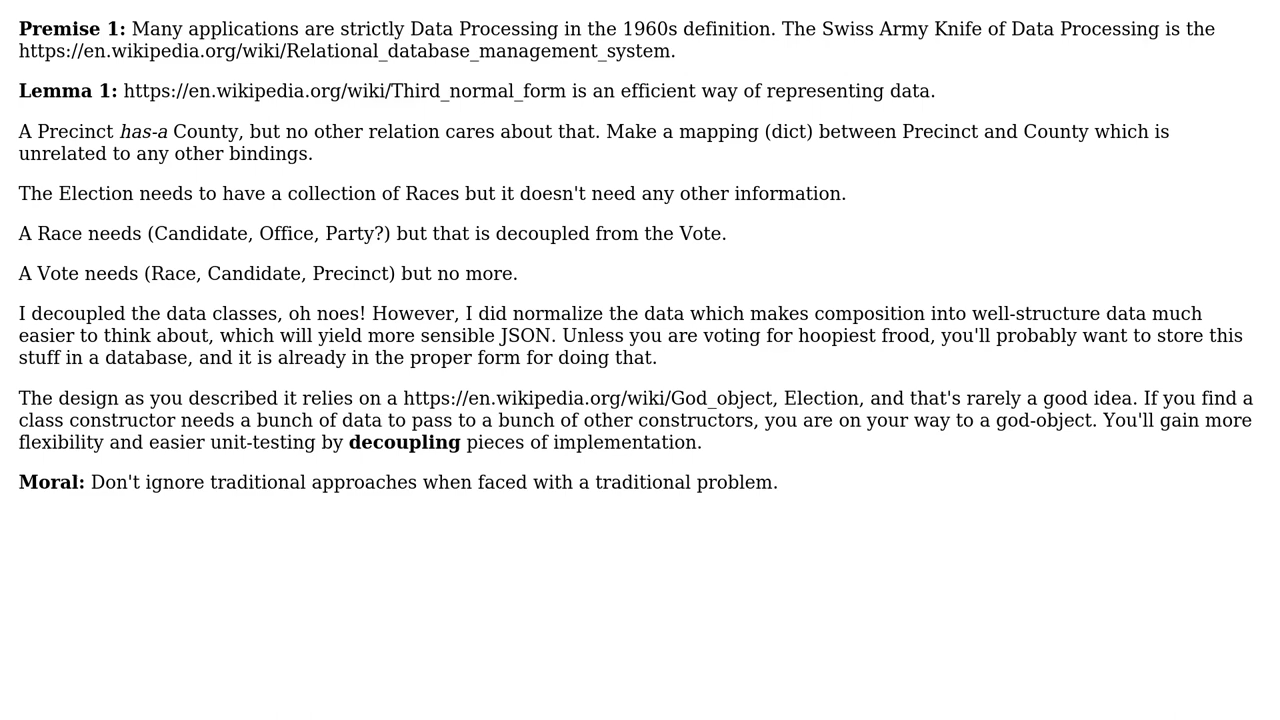 Premise 1: Many applications are strictly Data Processing in the 1960s definition. The Swiss Army Knife of Data Processing is the
https://en.wikipedia.org/wiki/Relational_database_management_system.
Lemma 1: https://en.wikipedia.org/wiki/Third_normal_form is an efficient way of representing data.
A Precinct has-a County, but no other relation cares about that. Make a mapping (dict) between Precinct and County which is
unrelated to any other bindings.
The Election needs to have a collection of Races but it doesn't need any other information.
A Race needs (Candidate, Office, Party?) but that is decoupled from the Vote.
A Vote needs (Race, Candidate, Precinct) but no more.
I decoupled the data classes, oh noes! However, I did normalize the data which makes composition into well-structure data much
easier to think about, which will yield more sensible JSON. Unless you are voting for hoopiest frood, you'll probably want to store this
stuff in a database, and it is already in the proper form for doing that.
The design as you described it relies on a https://en.wikipedia.org/wiki/God_object, Election, and that's rarely a good idea. If you find a
class constructor needs a bunch of data to pass to a bunch of other constructors, you are on your way to a god-object. You'll gain more
flexibility and easier unit-testing by decoupling pieces of implementation.
Moral: Don't ignore traditional approaches when faced with a traditional problem.